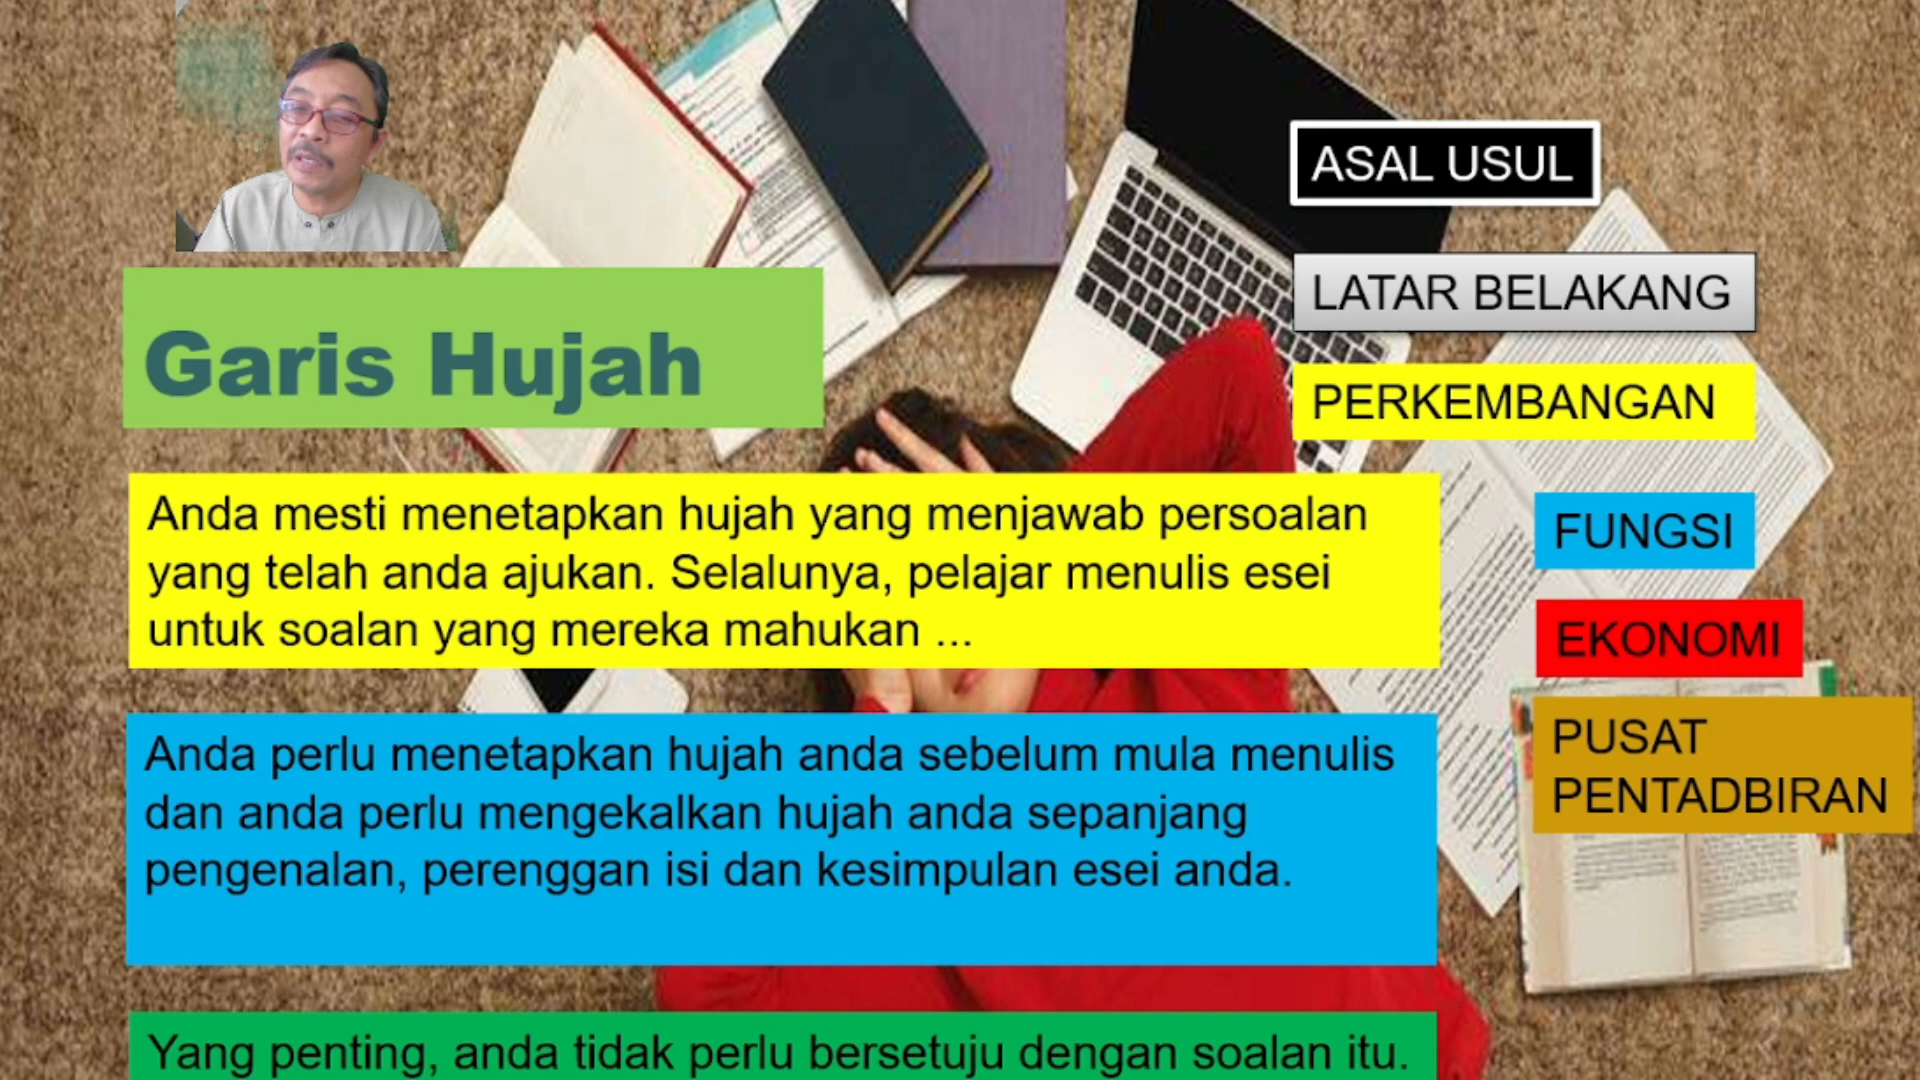 Garis Hujah
Anda mesti menetapkan hujah yang menjawab persoalan
yang telah anda ajukan. Selalunya, pelajar menulis esei
untuk soalan yang mereka mahukan ...
Anda perlu menetapkan hujah anda sebelum mula menulis
dan anda perlu mengekalkan hujah anda sepanjang
pengenalan, perenggan isi dan kesimpulan esei anda.
Yang penting, anda tidak perlu bersetuju dengan soalan itu.
ASAL USUL
LATAR BELAKANG
PERKEMBANGAN
FUNGSI
EKONOMI
PUSAT
PENTADBIRAN